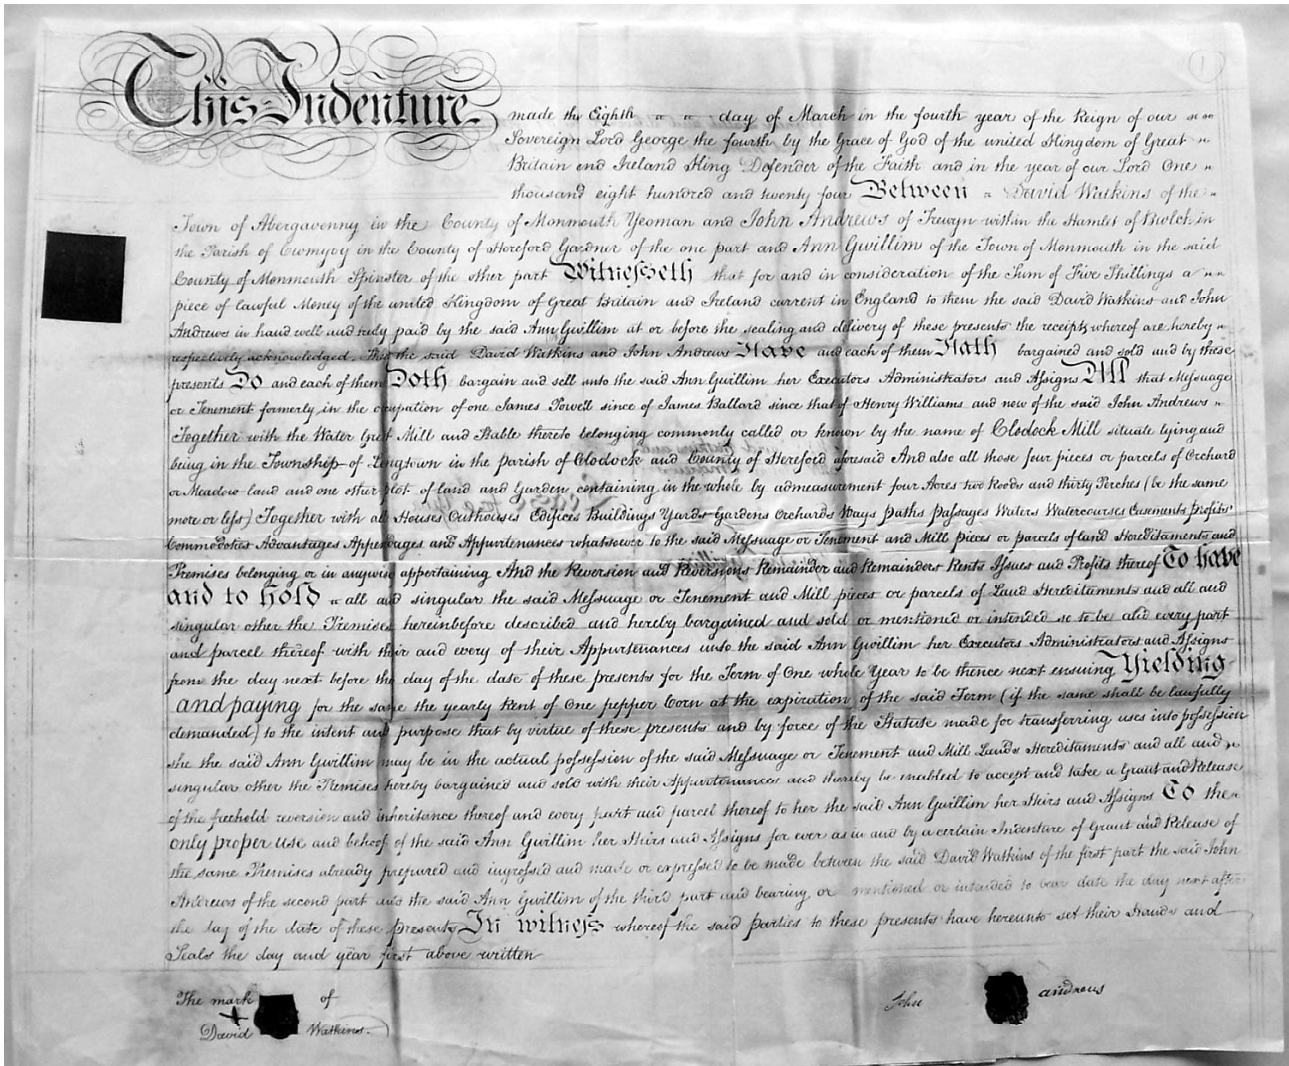 1
This Indenture made the Eighth day of March in the fourth year of the Reign of our
Sovereign Lord George the fourth by the Grace of God of the united Kingdom of Great
Britain and Ireland King Defender of the Faith and in the year of our Lord One
thousand eight hundred and twenty four Between David Watkins of the
Town of Abergavenny in the County of Monmouth Yeoman and John Andrews of Trewyn within the Hamlet of Bwlch in
the Parish of Cwmyoy in the County of Hereford Gardner of the one part and Ann Gwillim of the Town of Monmouth in the said
County of Monmouth Spinster of the other part Witnesseth that for and in consideration of the Sum of Five Shillings a
piece of lawful Money of the united Kingdom of Great Britain and Ireland current in England to them the said David Watkins and John
Andrews in hand well and truly paid by the said Ann Gwillim at or before the sealing and delivery of these presents the receipts whereof are hereby
respectively acknowledged They the said David Watkins and John Andrews Have and each of them Hath bargained and sold and by these
presents Do and each of them Doth bargain and sell unto the said Ann Gwillim her Executors Administrators and Assigns All that Messuage
or Tenement formerly in the ocupation of one James Powell since of James Ballard since that of Henry Williams and now of the said John Andrews
Together with the Water Grist Mill and Stable thereto belonging commonly called or known by the name of Clodock Mill situate lying and
being in the Township of Longtown in the parish of Clodock and County of Hereford aforesaid And also all those four pieces or parcels of Orchard
or Meadow land and one other plot of land and Garden containing in the whole by admeasurement four Acres two Roods and thirty Perches (be the same
more or less) Together with all Houses Outhouses Edifices Buildings Yards Gardens Orchards Ways paths passages Waters Watercourses Easements profits
Commodities Advantages Appendages and Appurtenances whatsoever to the said Messuage or Tenement and Mill pieces or parcels of land Hereditaments and
Premises belonging or in anywise appertaining And the Reversion and Reversions Remainder and Remainders Rents Issues and Profits thereof To have
and to hold all and singular the said Messuage or Tenement and Mill pieces or parcels of Land Hereditaments and all and
singular other the Premises hereinbefore described and hereby bargained and sold or mentioned or intended so to be and every part
and parcel thereof with their and every of their Appurtenances unto the said Ann Gwillim her Executors Administrators and Assigns
from the day next before the day of the date of these presents for the Term of One whole Year to be thence next ensuing Yielding
and paying for the same the yearly Rent of One pepper Corn at the expiration of the said Term (if the same shall be lawfully
demanded) to the intent and purpose that by virtue of these presents and by force of the Statute made for transferring uses into possession
she the said Ann Gwillim may be in the actual possession of the said Messuage or Tenement and Mill Lands Hereditaments and all and
singular other the Premises hereby bargained and sold with their Appurtenances and thereby be enabled to accept and take a Grant and Release
of the freehold reversion and inheritance thereof and every part and parcel thereof to her the said Ann Gwillim her Heirs and Assigns To the
only proper use and behoof of the said Ann Gwillim her Heirs and Assigns for ever as in and by a certain Indenture of Grant and Release of
the same Premises already prepared and ingrossed and made or expressed to be made between the said David Watkins of the first part the said John
Andrews of the second part and the said Ann Gwillim of the third part and bearing or mentioned or intended to bear date the day next after
the day of the date of these presents In witness whereof the said parties to these presents have hereunto set their Hands and
Seals the day and year first above written
The mark of
David Watkins.
John Andrews